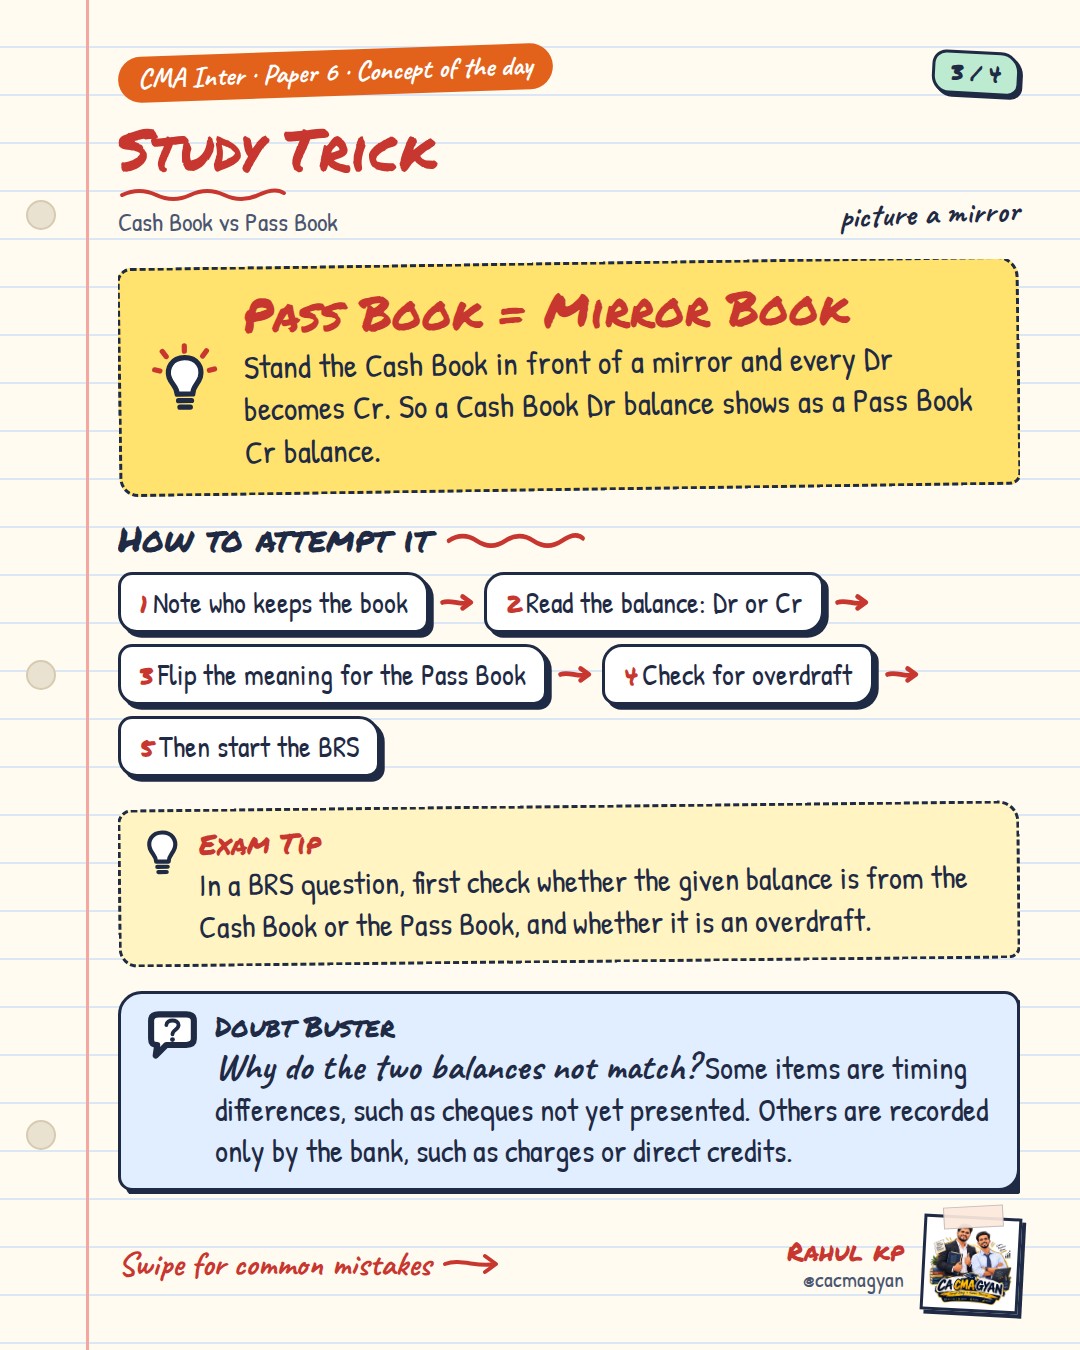 CMA Inter · Paper 6 · Concept of the day
3 / 4
Study Trick
Cash Book vs Pass Book
picture a mirror
Pass Book = Mirror Book
Stand the Cash Book in front of a mirror and every Dr
becomes Cr. So a Cash Book Dr balance shows as a Pass Book
Cr balance.
How to attempt it
1 Note who keeps the book
2 Read the balance: Dr or Cr
3 Flip the meaning for the Pass Book
4 Check for overdraft
5 Then start the BRS
Exam Tip
In a BRS question, first check whether the given balance is from the
Cash Book or the Pass Book, and whether it is an overdraft.
Doubt Buster
Why do the two balances not match? Some items are timing
differences, such as cheques not yet presented. Others are recorded
only by the bank, such as charges or direct credits.
Swipe for common mistakes
Rahul KP
@cacmagyan
CA CMA GYAN